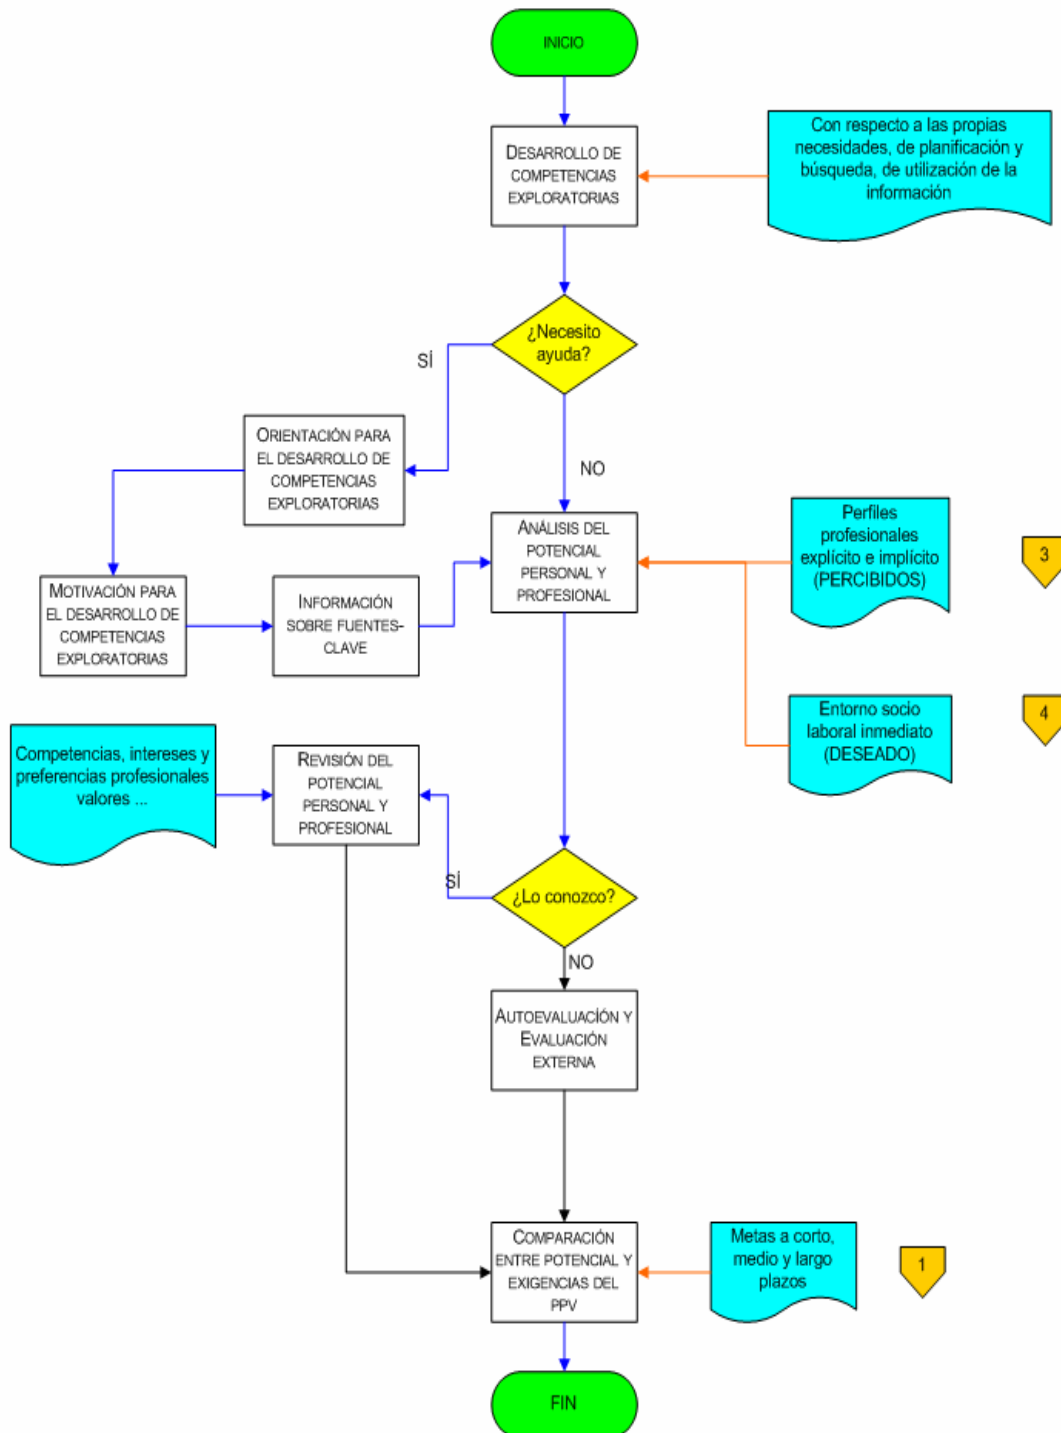 INICIO
DESARROLLO DE
COMPETENCIAS
EXPLORATORIAS
Con respecto a las propias
necesidades, de planificación y
búsqueda, de utilización de la
información
¿Necesito
ayuda?
SÍ
NO
ORIENTACIÓN PARA
EL DESARROLLO DE
COMPETENCIAS
EXPLORATORIAS
MOTIVACIÓN PARA
EL DESARROLLO DE
COMPETENCIAS
EXPLORATORIAS
INFORMACIÓN
SOBRE FUENTES-
CLAVE
ANÁLISIS DEL
POTENCIAL
PERSONAL Y
PROFESIONAL
Perfiles
profesionales
explícito e implícito
(PERCIBIDOS)
3
Entorno socio
laboral inmediato
(DESEADO)
4
Competencias, intereses y
preferencias profesionales
valores ...
REVISIÓN DEL
POTENCIAL
PERSONAL Y
PROFESIONAL
SÍ
¿Lo conozco?
NO
AUTOEVALUACÍÓN Y
EVALUACIÓN
EXTERNA
COMPARACIÓN
ENTRE POTENCIAL Y
EXIGENCIAS DEL
PPV
Metas a corto,
medio y largo
plazos
1
FIN